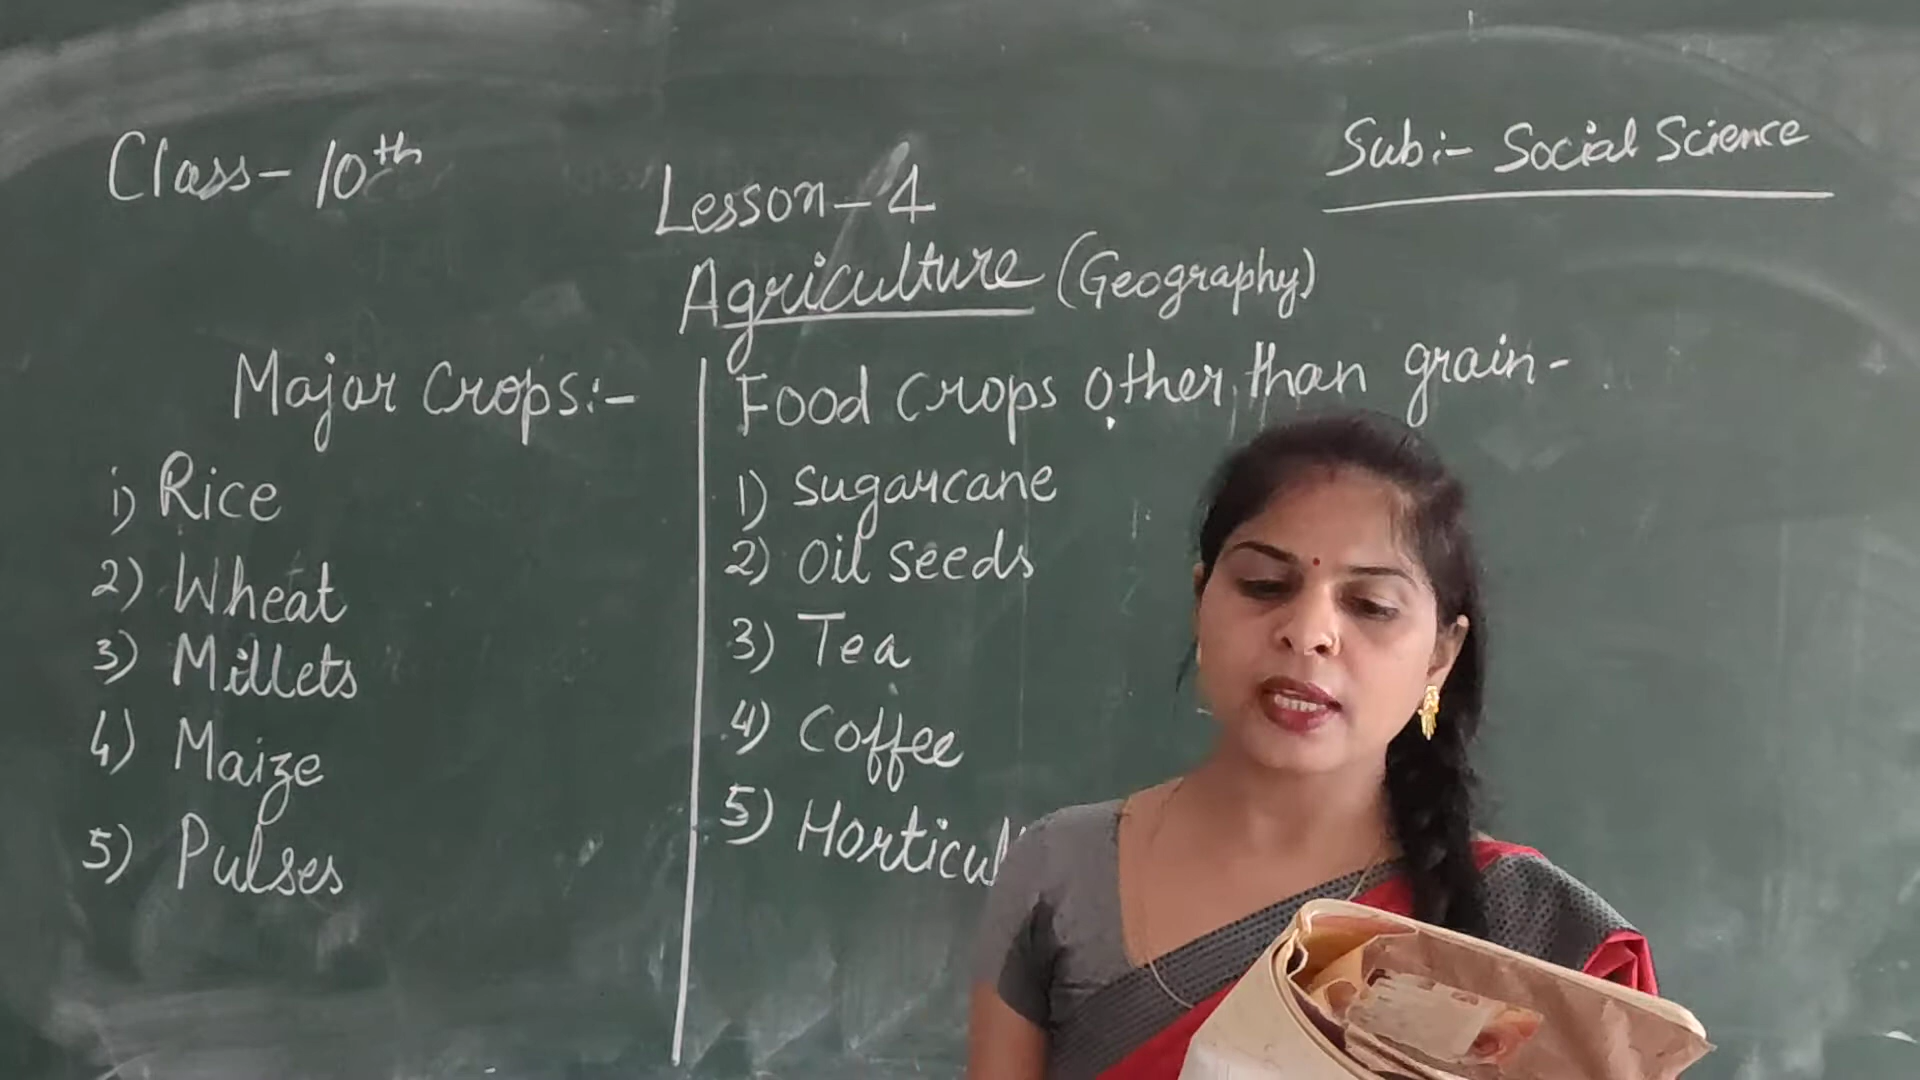 Class- 10th
Sub:- Social Science
Lesson-4
Agriculture (Geography)
Major Crops:-
1) Rice
2) Wheat
3) Millets
4) Maize
5) Pulses
Food crops other than grain-
1) Sugarcane
2) Oil seeds
3) Tea
4) Coffee
5) Horticul